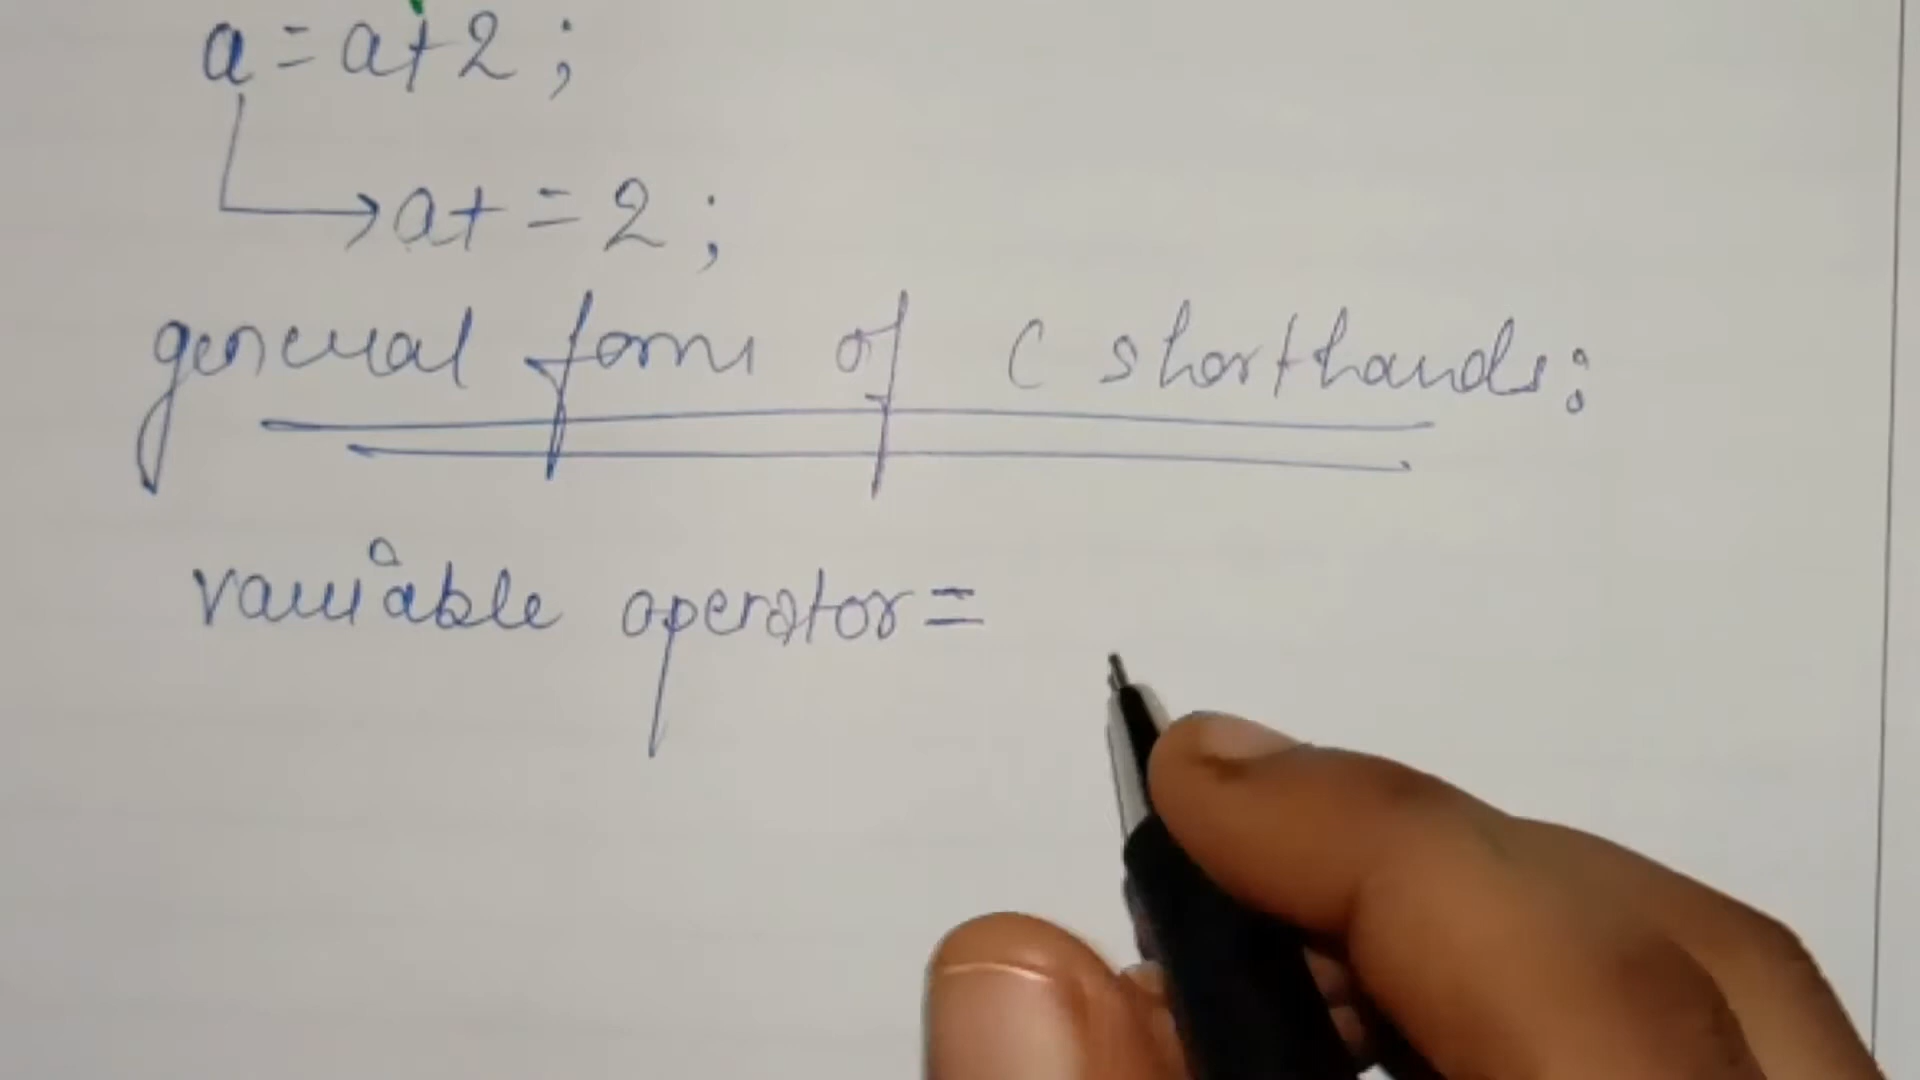 a = a+2 ;
a+ = 2 ;
general form of C shorthands:
variable operator=